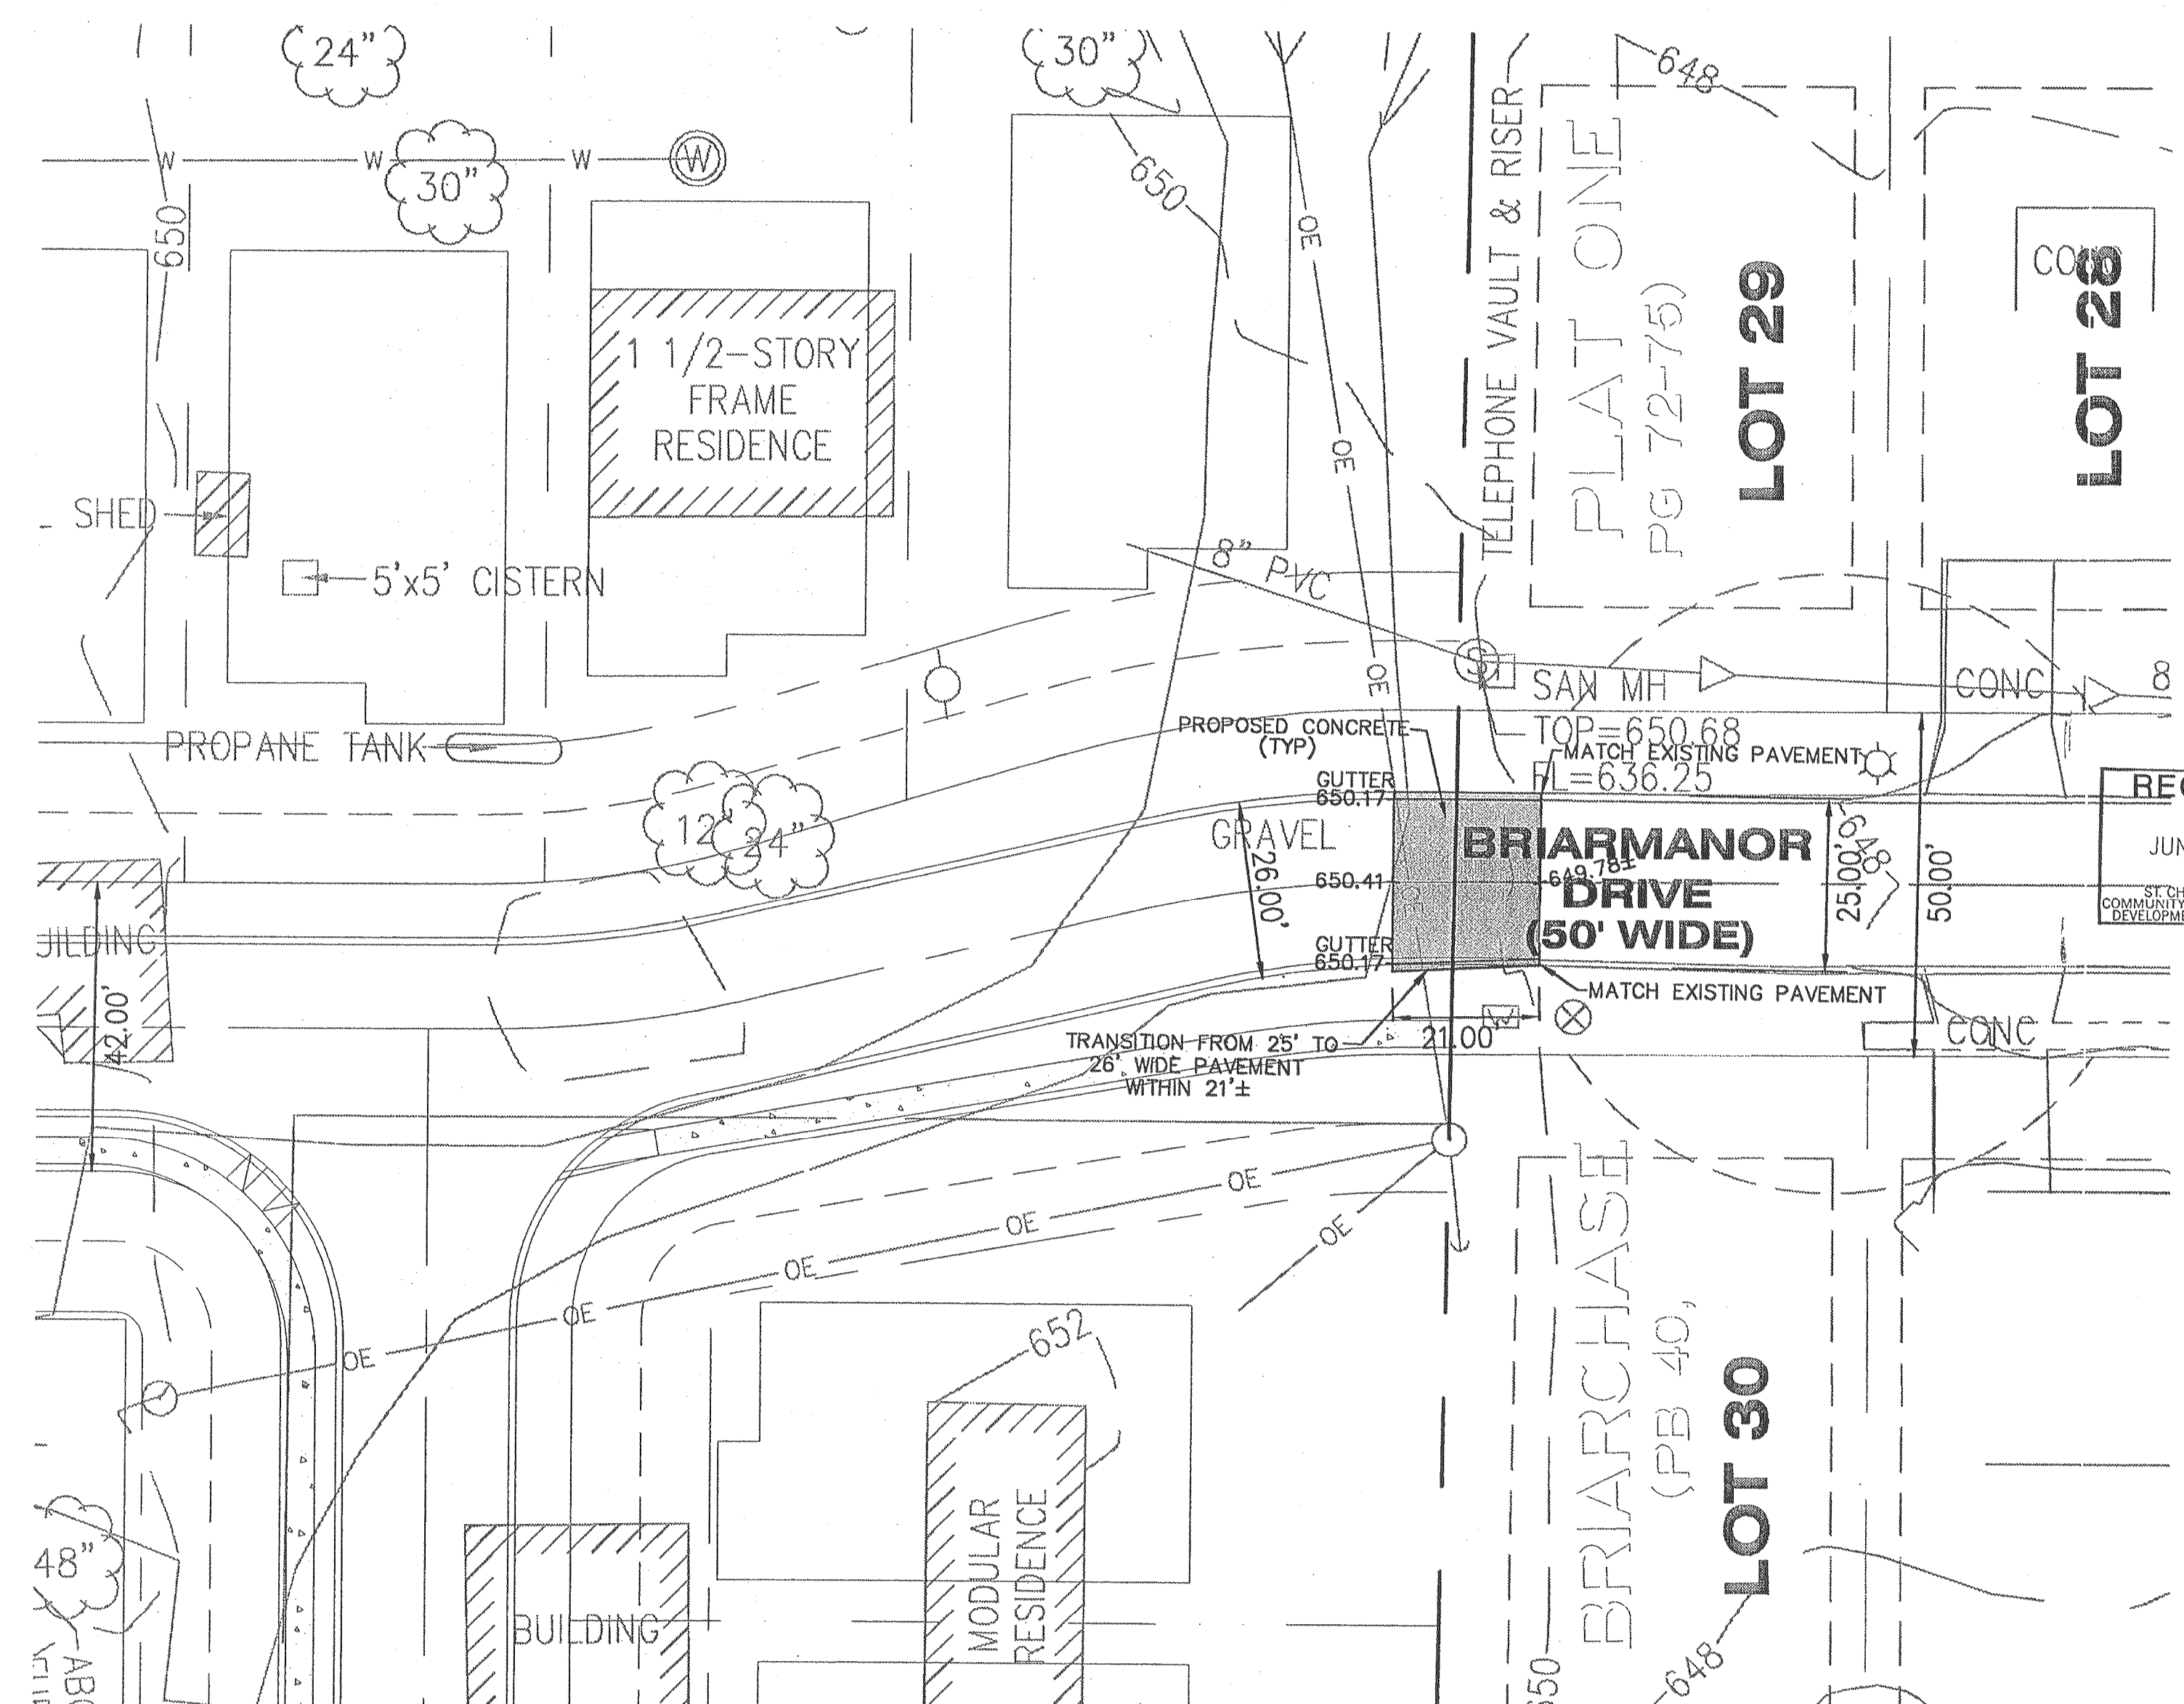 24"
30"
648
W
W
W
W
30"
650
650
OE
TELEPHONE VAULT & RISER
PLAT ONE
PG 72-75)
LOT 29
LOT 28
1 1/2-STORY
FRAME
RESIDENCE
OE
SHED
5'x5' CISTERN
8" PVC
OE
S
SAN MH
TOP=650.68
FL=636.25
CONC
8
PROPANE TANK
PROPOSED CONCRETE
(TYP)
MATCH EXISTING PAVEMENT
GUTTER
650.17
12"
24"
GRAVEL
26.00'
BRIARMANOR
DRIVE
(50' WIDE)
649.78±
650.41
25.00'
648
50.00'
GUTTER
650.17
MATCH EXISTING PAVEMENT
42.00'
21.00'
TRANSITION FROM 25' TO
26' WIDE PAVEMENT
WITHIN 21'±
CONC
OE
OE
OE
OE
OE
OE
652
BRIARCHASE
(PB 40,
LOT 30
MODULAR
RESIDENCE
BUILDING
48"
648